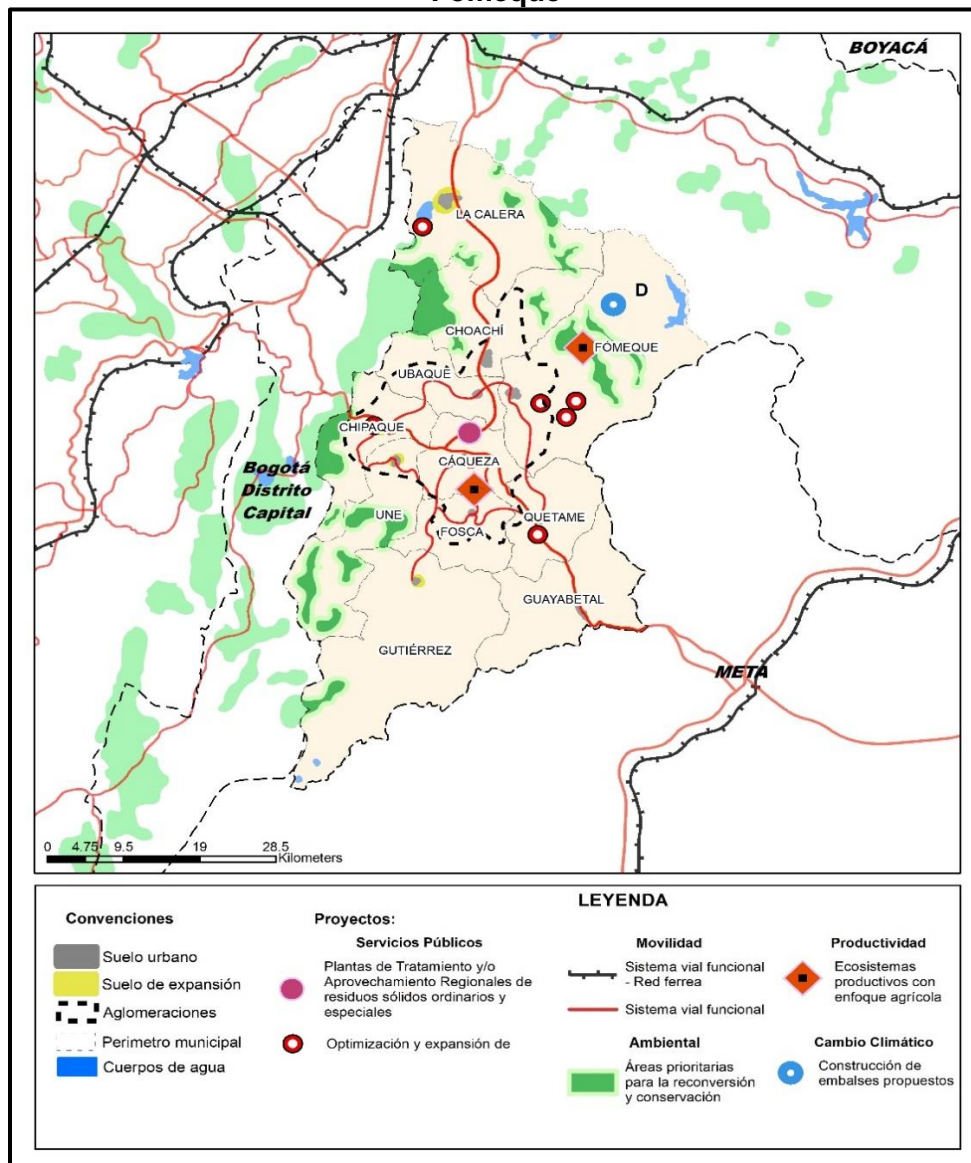 Fómeque
BOYACÁ
LA CALERA
D
CHOACHÍ
FÓMEQUE
UBAQUÈ
CHIPAQUE
CÁQUEZA
Bogotá
Distrito
Capital
UNE
FOSCA
QUETAME
GUAYABETAL
GUTIÉRREZ
META
0 4.75 9.5 19 28.5
Kilometers
LEYENDA
Convenciones
Suelo urbano
Suelo de expansión
Aglomeraciones
Perimetro municipal
Cuerpos de agua
Proyectos:
Servicios Públicos
Plantas de Tratamiento y/o
Aprovechamiento Regionales de
residuos sólidos ordinarios y
especiales
Optimización y expansión de
Movilidad
Sistema vial funcional
- Red ferrea
Sistema vial funcional
Ambiental
Áreas prioritarias
para la reconversión
y conservación
Productividad
Ecosistemas
productivos con
enfoque agrícola
Cambio Climático
Construcción de
embalses propuestos